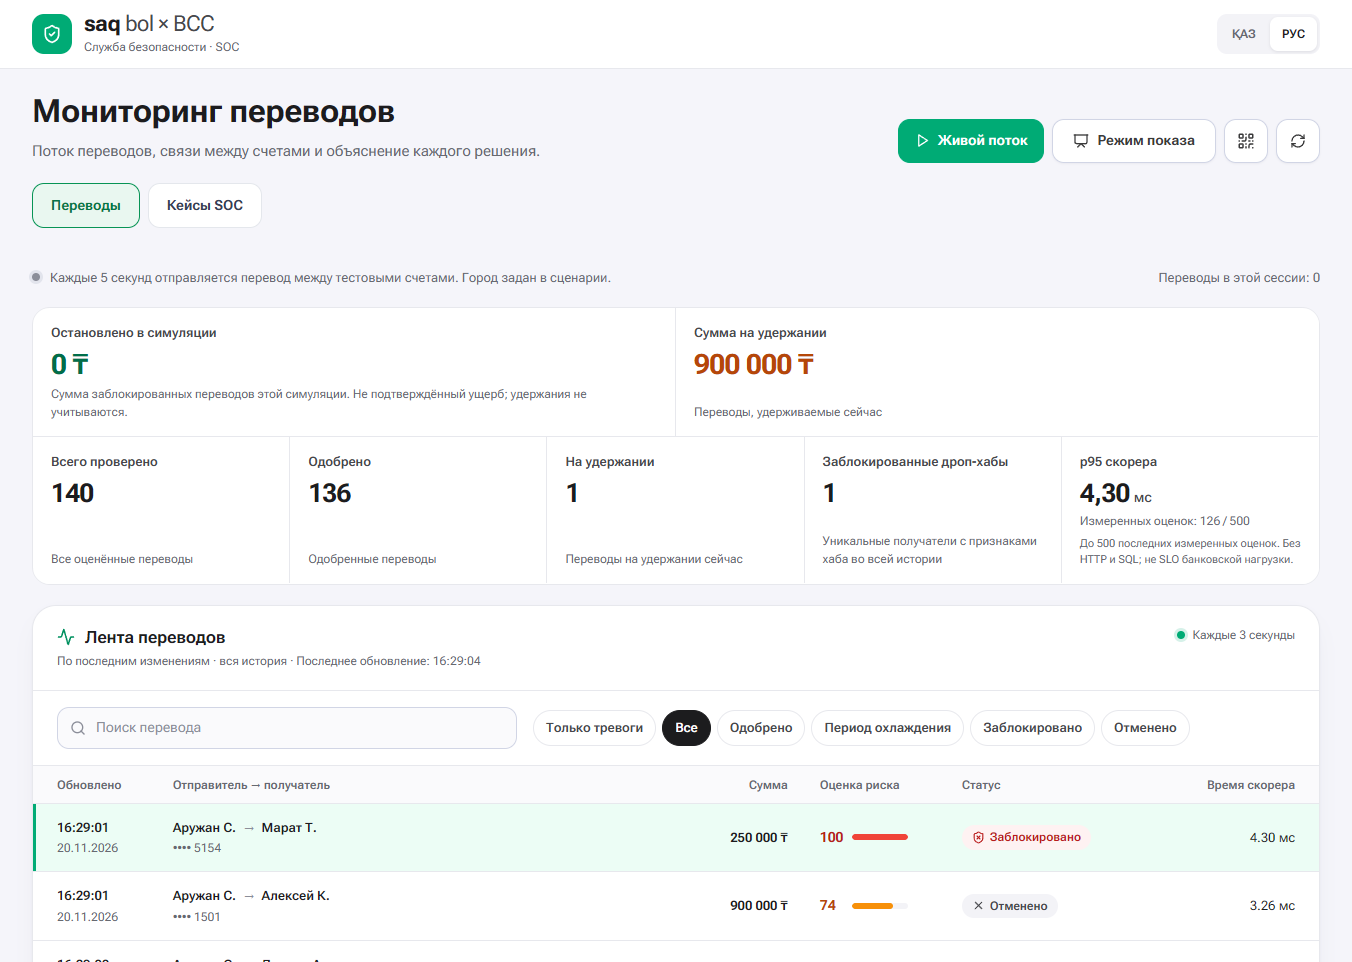 saq bol × BCC
Служба безопасности · SOC
ҚАЗ
РУС
Мониторинг переводов
Поток переводов, связи между счетами и объяснение каждого решения.
Живой поток
Режим показа
Переводы
Кейсы SOC
Каждые 5 секунд отправляется перевод между тестовыми счетами. Город задан в сценарии.
Переводы в этой сессии: 0
Остановлено в симуляции
0 ₸
Сумма заблокированных переводов этой симуляции. Не подтверждённый ущерб; удержания не
учитываются.
Сумма на удержании
900 000 ₸
Переводы, удерживаемые сейчас
Всего проверено
140
Все оценённые переводы
Одобрено
136
Одобренные переводы
На удержании
1
Переводы на удержании сейчас
Заблокированные дроп-хабы
1
Уникальные получатели с признаками
хаба во всей истории
p95 скорера
4,30 мс
Измеренных оценок: 126 / 500
До 500 последних измеренных оценок. Без
HTTP и SQL; не SLO банковской нагрузки.
Лента переводов
По последним изменениям · вся история · Последнее обновление: 16:29:04
Каждые 3 секунды
Поиск перевода
Только тревоги
Все
Одобрено
Период охлаждения
Заблокировано
Отменено
Обновлено
Отправитель → получатель
Сумма
Оценка риска
Статус
Время скорера
16:29:01
20.11.2026
Аружан С. → Марат Т.
•••• 5154
250 000 ₸
100
Заблокировано
4.30 мс
16:29:01
20.11.2026
Аружан С. → Алексей К.
•••• 1501
900 000 ₸
74
Отменено
3.26 мс